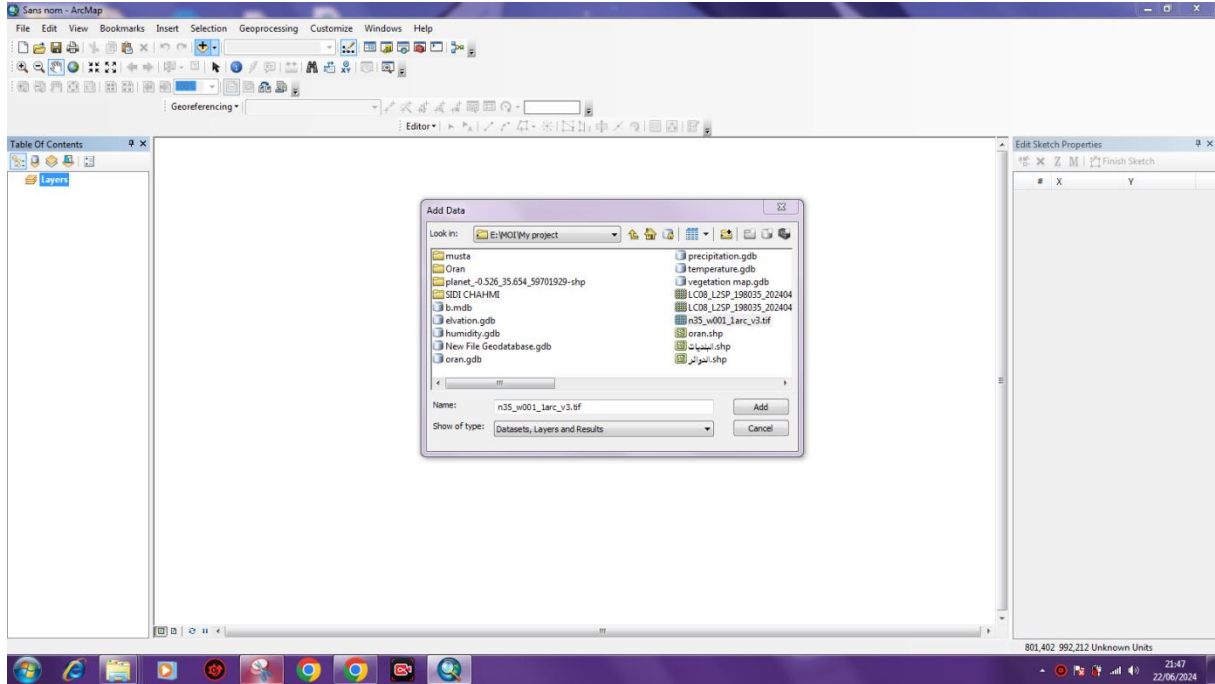 Sans nom - ArcMap
File Edit View Bookmarks Insert Selection Geoprocessing Customize Windows Help
Georeferencing
Editor
Table Of Contents
Layers
Edit Sketch Properties
Finish Sketch
# X Y
Add Data
Look in: E:\MOI\My project
musta
Oran
planet_-0.526_35.654_59701929-shp
SIDI CHAHMI
b.mdb
elvation.gdb
humidity.gdb
New File Geodatabase.gdb
oran.gdb
precipitation.gdb
temperature.gdb
vegetation map.gdb
LC08_L2SP_198035_202404
LC08_L2SP_198035_202404
n35_w001_1arc_v3.tif
oran.shp
البلديات.shp
الدوائر.shp
Name: n35_w001_1arc_v3.tif Add
Show of type: Datasets, Layers and Results Cancel
801,402 992,212 Unknown Units
21:47
22/06/2024